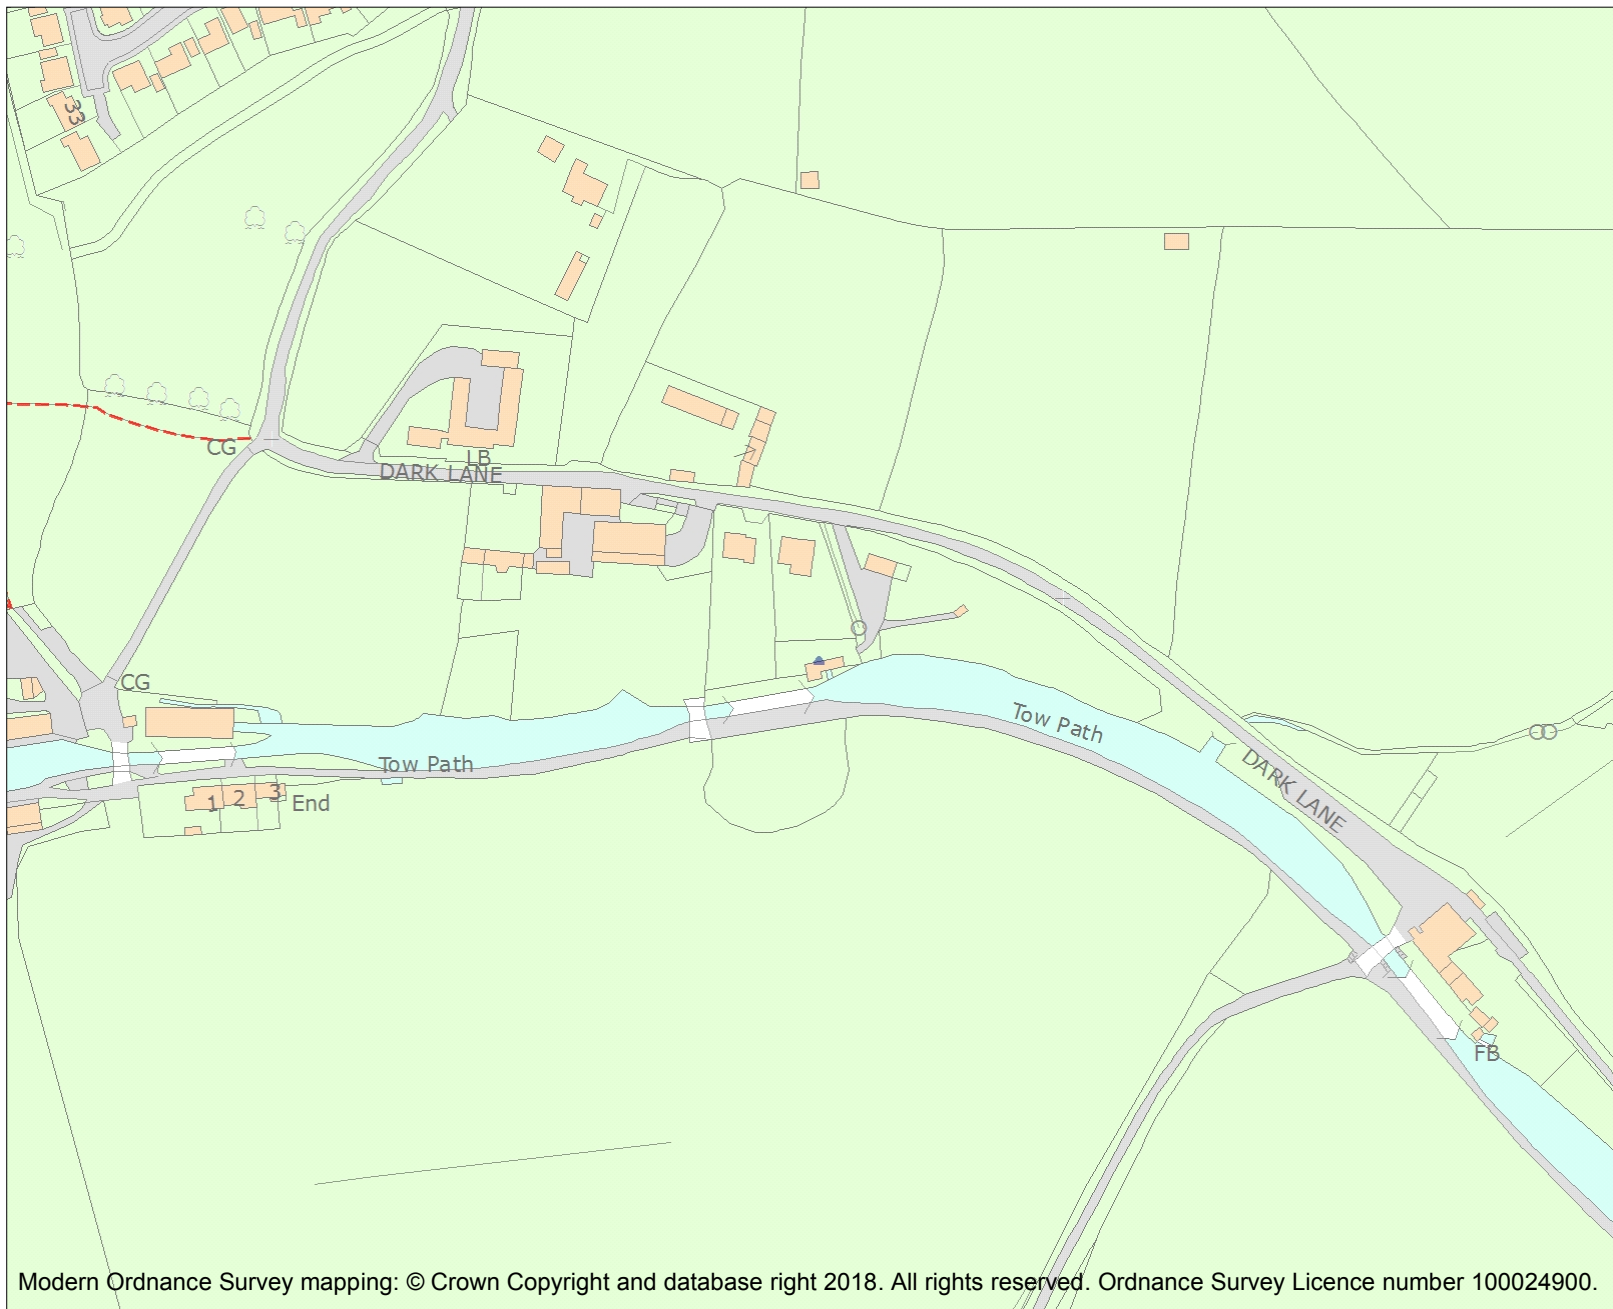 33
CG
LB
DARK LANE
CG
Tow Path
Tow Path
DARK LANE
1
2
3
End
FB
Modern Ordnance Survey mapping: © Crown Copyright and database right 2018. All rights reserved. Ordnance Survey Licence number 100024900.